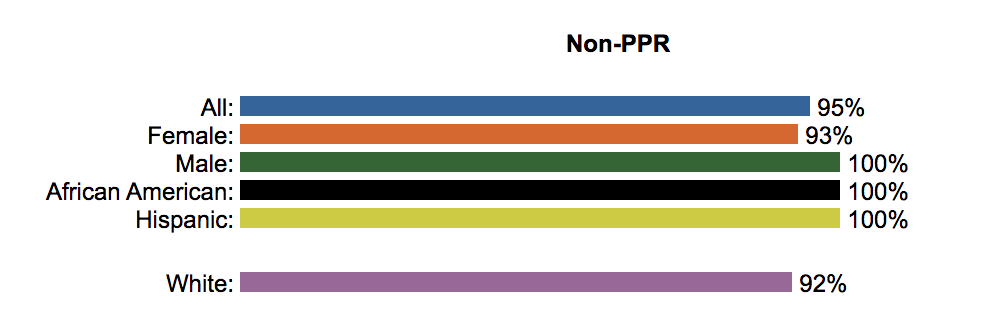 Non-PPR
All: 95%
Female: 93%
Male: 100%
African American: 100%
Hispanic: 100%
White: 92%